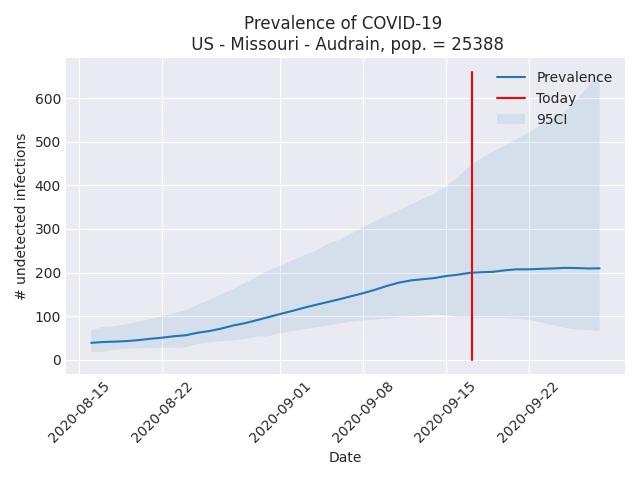 Prevalence of COVID-19
US - Missouri - Audrain, pop. = 25388
Prevalence
Today
95CI
# undetected infections
600
500
400
300
200
100
0
2020-08-15
2020-08-22
2020-09-01
2020-09-08
2020-09-15
2020-09-22
Date